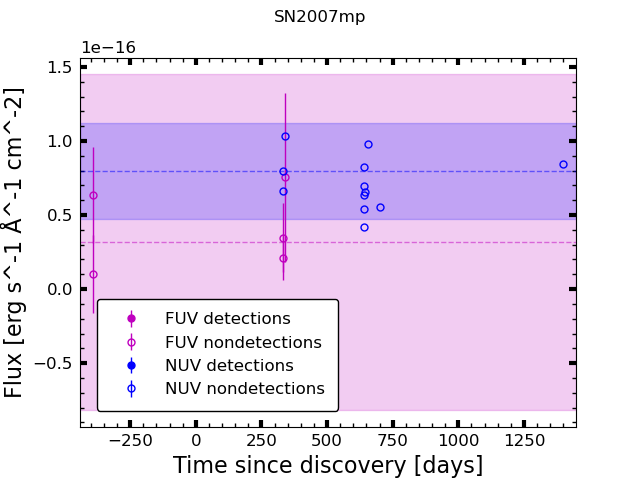 SN2007mp
1e−16
1.5
1.0
0.5
0.0
−0.5
Flux [erg s^-1 Å^-1 cm^-2]
FUV detections
FUV nondetections
NUV detections
NUV nondetections
−250 0 250 500 750 1000 1250
Time since discovery [days]